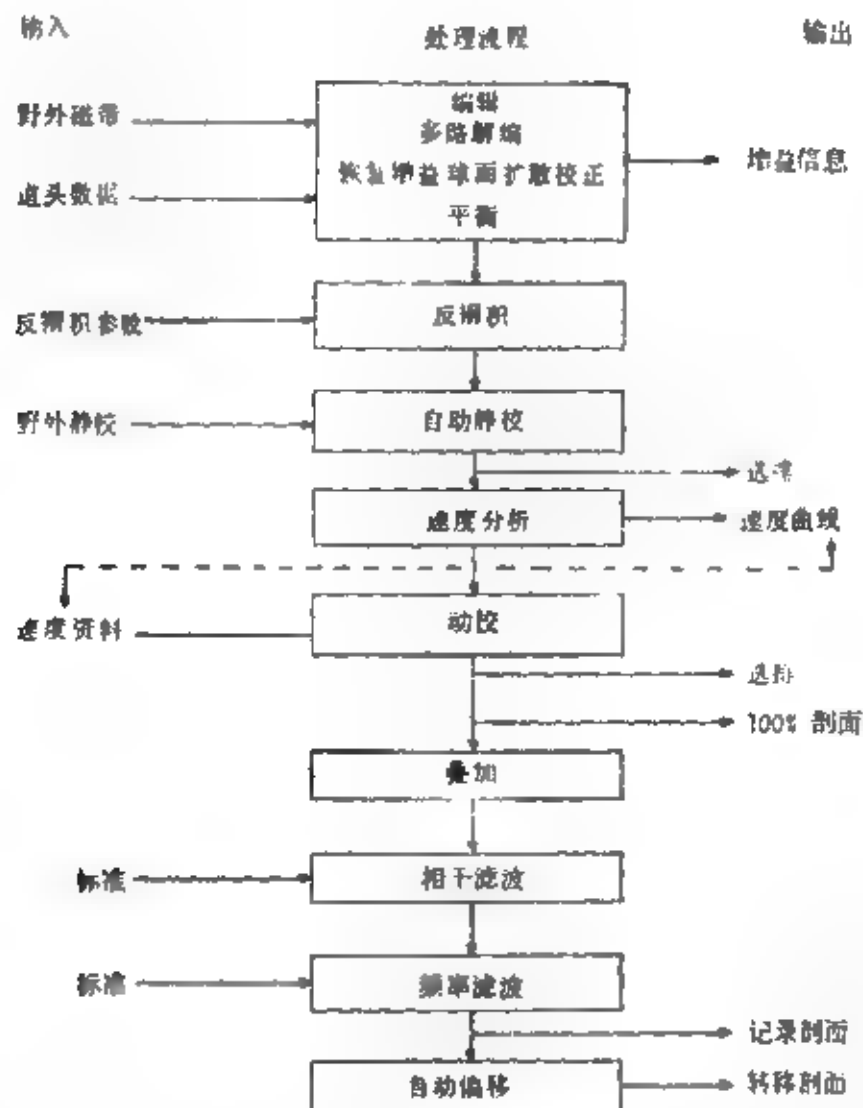 输入
处理流程
输出
野外磁带
道头数据
编辑
多路解编
恢复增益球面扩散校正
平衡
增益信息
反褶积参数
反褶积
野外静校
自动静校
选排
速度分析
速度曲线
速度资料
动校
选排
100% 剖面
叠加
标准
相干滤波
标准
频率滤波
记录剖面
自动偏移
转移剖面